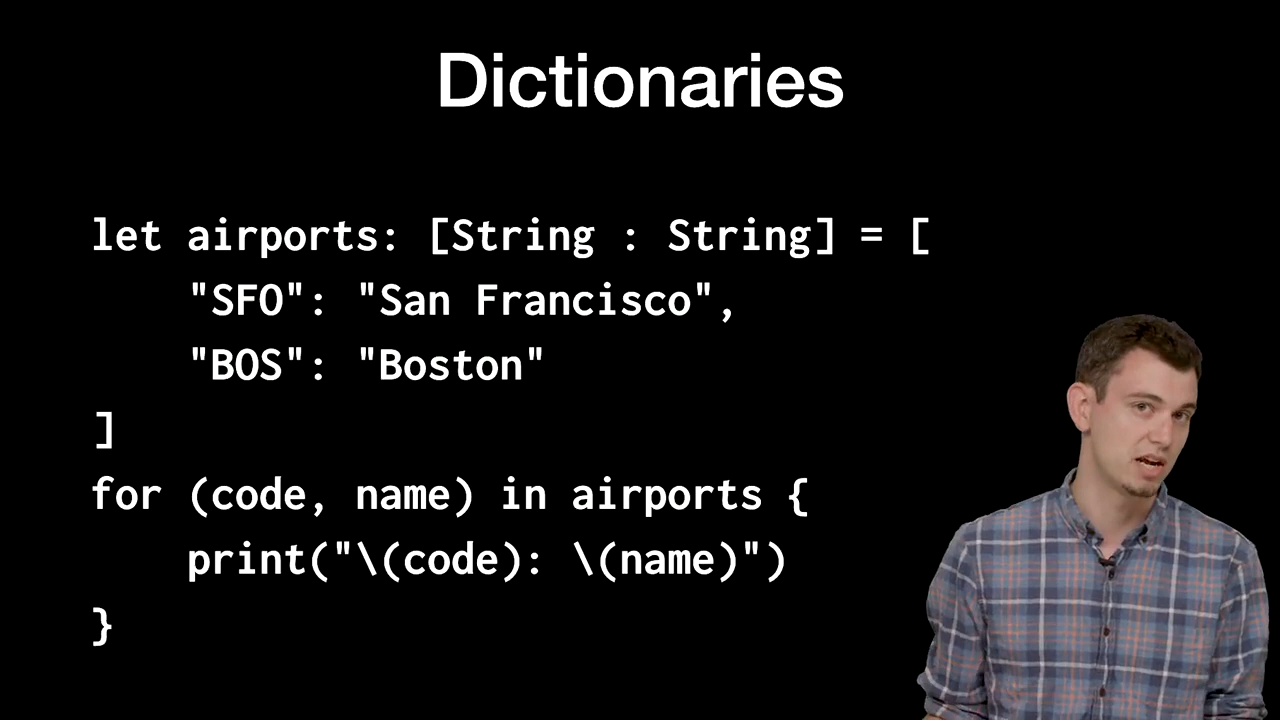 Dictionaries
let airports: [String : String] = [
    "SFO": "San Francisco",
    "BOS": "Boston"
]
for (code, name) in airports {
    print("\(code): \(name)")
}